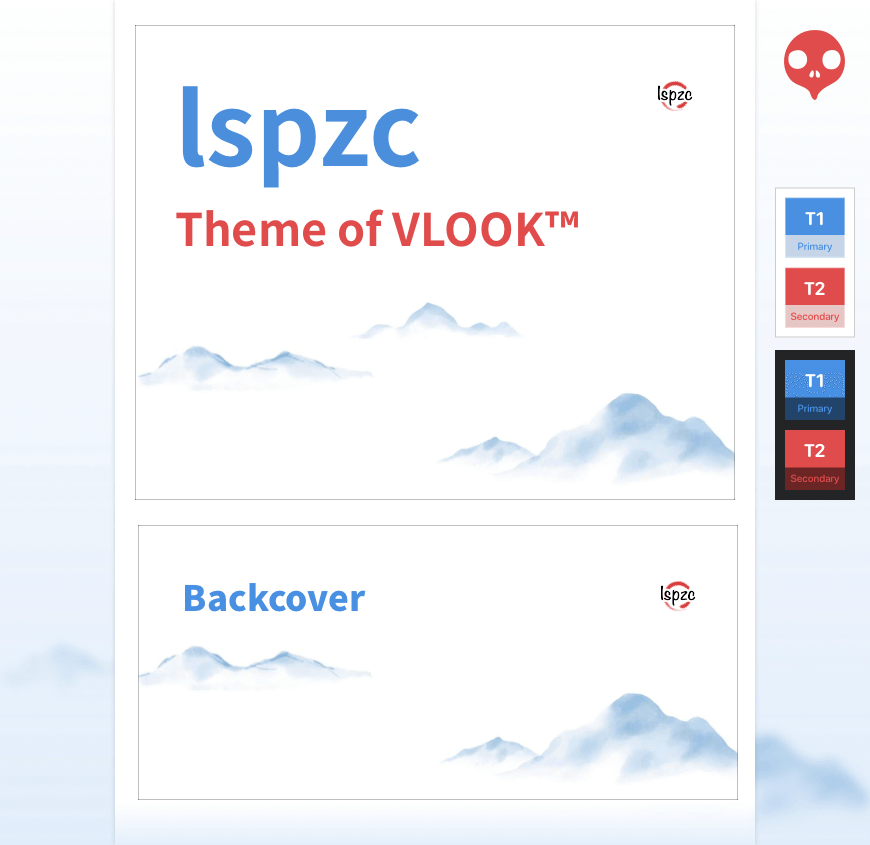 lspzc
lspzc
Theme of VLOOK™
T1
Primary
T2
Secondary
T1
Primary
T2
Secondary
Backcover
lspzc